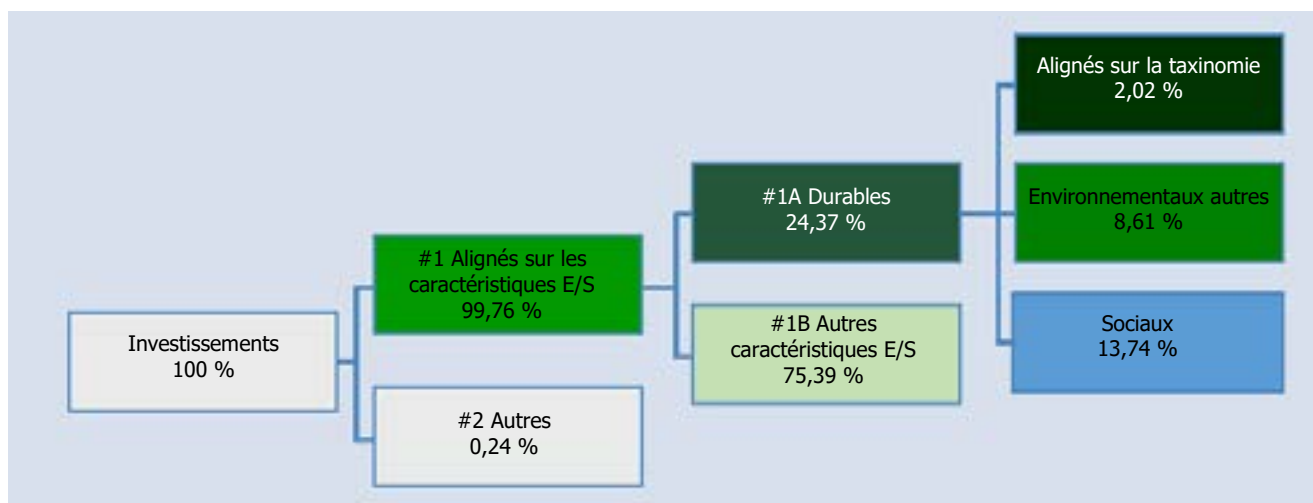 Investissements
100 %
#1 Alignés sur les
caractéristiques E/S
99,76 %
#2 Autres
0,24 %
#1A Durables
24,37 %
#1B Autres
caractéristiques E/S
75,39 %
Alignés sur la taxinomie
2,02 %
Environnementaux autres
8,61 %
Sociaux
13,74 %